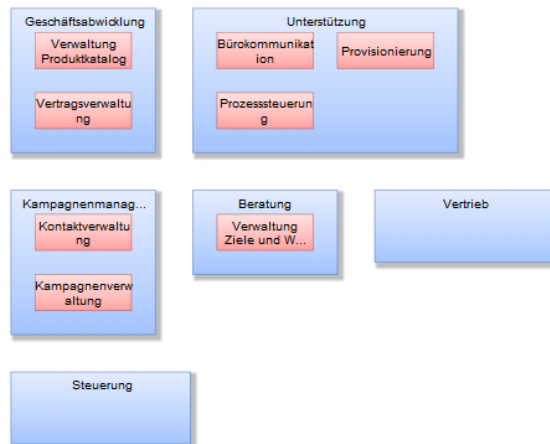 Geschäftsabwicklung
Verwaltung
Produktkatalog
Vertragsverwaltu
ng
Unterstützung
Bürokommunikat
ion
Provisionierung
Prozesssteuerun
g
Kampagnenmanag...
Kontaktverwaltu
ng
Kampagnenverw
altung
Beratung
Verwaltung
Ziele und W...
Vertrieb
Steuerung